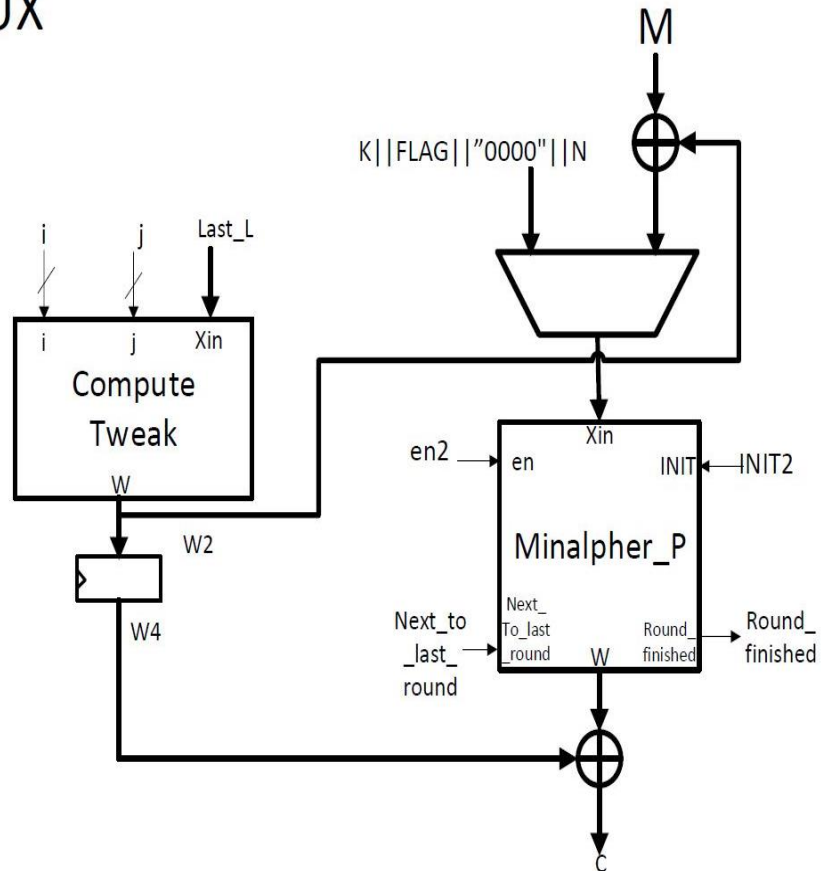 UX
M
K||FLAG||"0000"||N
i
j
Last_L
i
j
Xin
Compute
Tweak
W
W2
W4
Xin
en2
en
INIT
INIT2
Minalpher_P
Next_to
_last_
round
Next_
To_last
_round
W
Round_
finished
Round_
finished
C